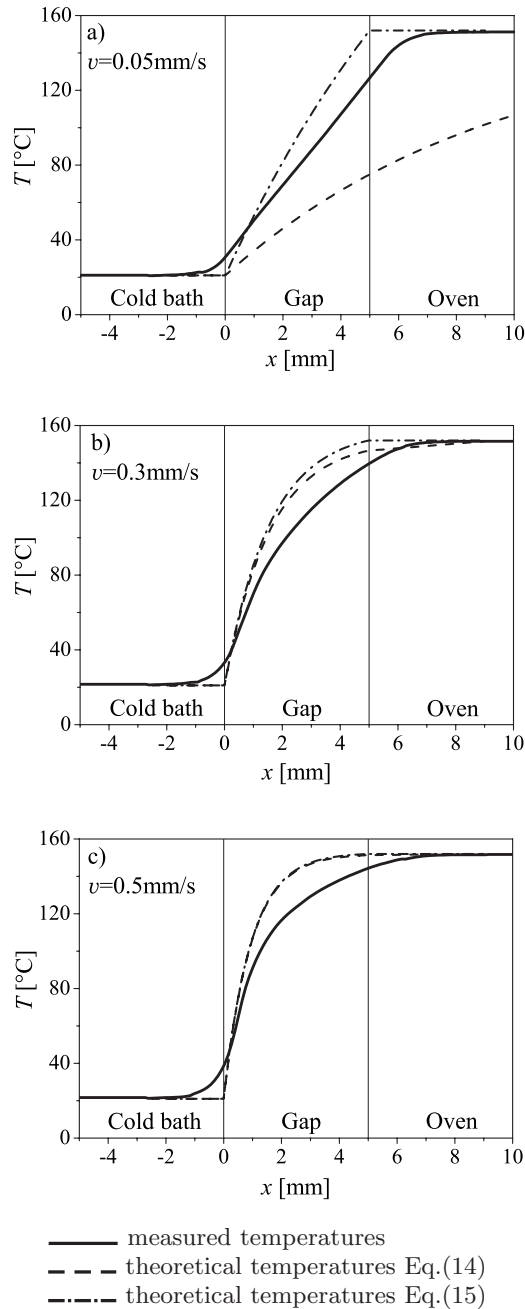 a)
υ=0.05mm/s
T [°C]
160
120
80
40
0
Cold bath Gap Oven
-4 -2 0 2 4 6 8 10
x [mm]
b)
υ=0.3mm/s
T [°C]
160
120
80
40
0
Cold bath Gap Oven
-4 -2 0 2 4 6 8 10
x [mm]
c)
υ=0.5mm/s
T [°C]
160
120
80
40
0
Cold bath Gap Oven
-4 -2 0 2 4 6 8 10
x [mm]
measured temperatures
theoretical temperatures Eq.(14)
theoretical temperatures Eq.(15)